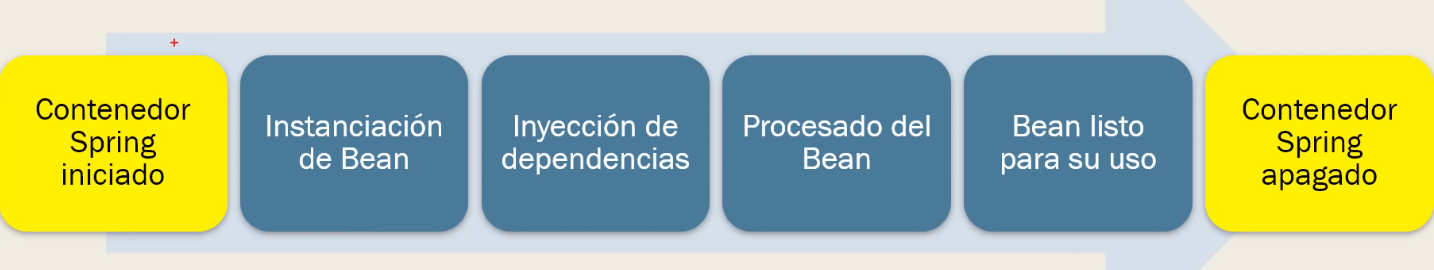 Contenedor
Spring
iniciado
Instanciación
de Bean
Inyección de
dependencias
Procesado del
Bean
Bean listo
para su uso
Contenedor
Spring
apagado